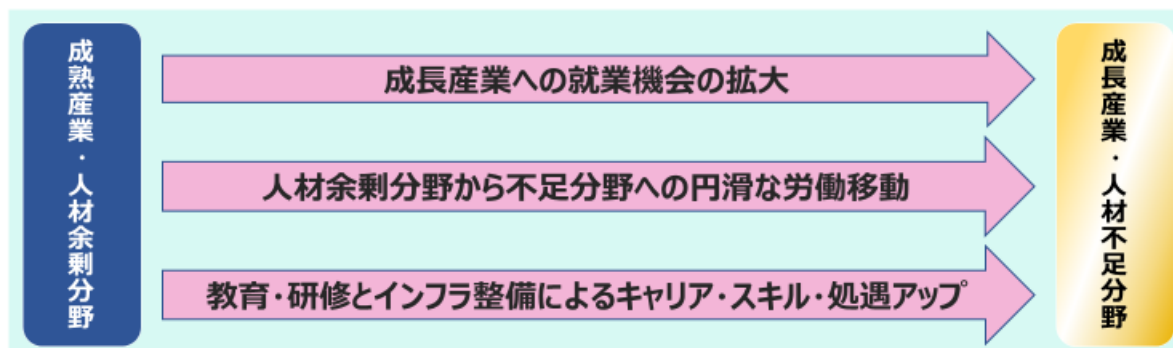 成熟産業・人材余剰分野
成長産業への就業機会の拡大
人材余剰分野から不足分野への円滑な労働移動
教育・研修とインフラ整備によるキャリア・スキル・処遇アップ
成長産業・人材不足分野